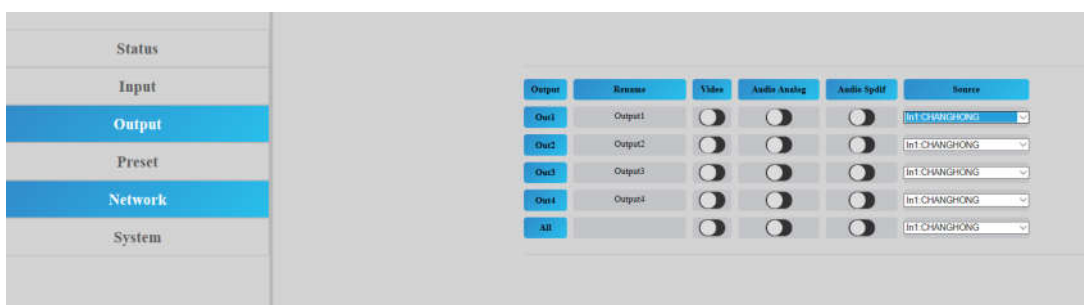 Status
Input
Output
Preset
Network
System
Output Rename Video Audio Analog Audio Spdif Source
Out1 Output1 In1:CHANGHONG
Out2 Output2 In1:CHANGHONG
Out3 Output3 In1:CHANGHONG
Out4 Output4 In1:CHANGHONG
All In1:CHANGHONG